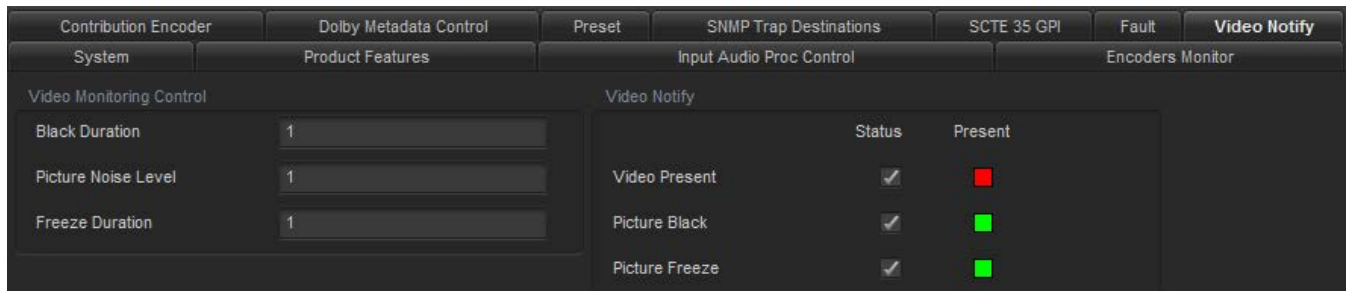 Contribution Encoder Dolby Metadata Control Preset SNMP Trap Destinations SCTE 35 GPI Fault Video Notify
System Product Features Input Audio Proc Control Encoders Monitor
Video Monitoring Control
Black Duration 1
Picture Noise Level 1
Freeze Duration 1
Video Notify
Status Present
Video Present
Picture Black
Picture Freeze